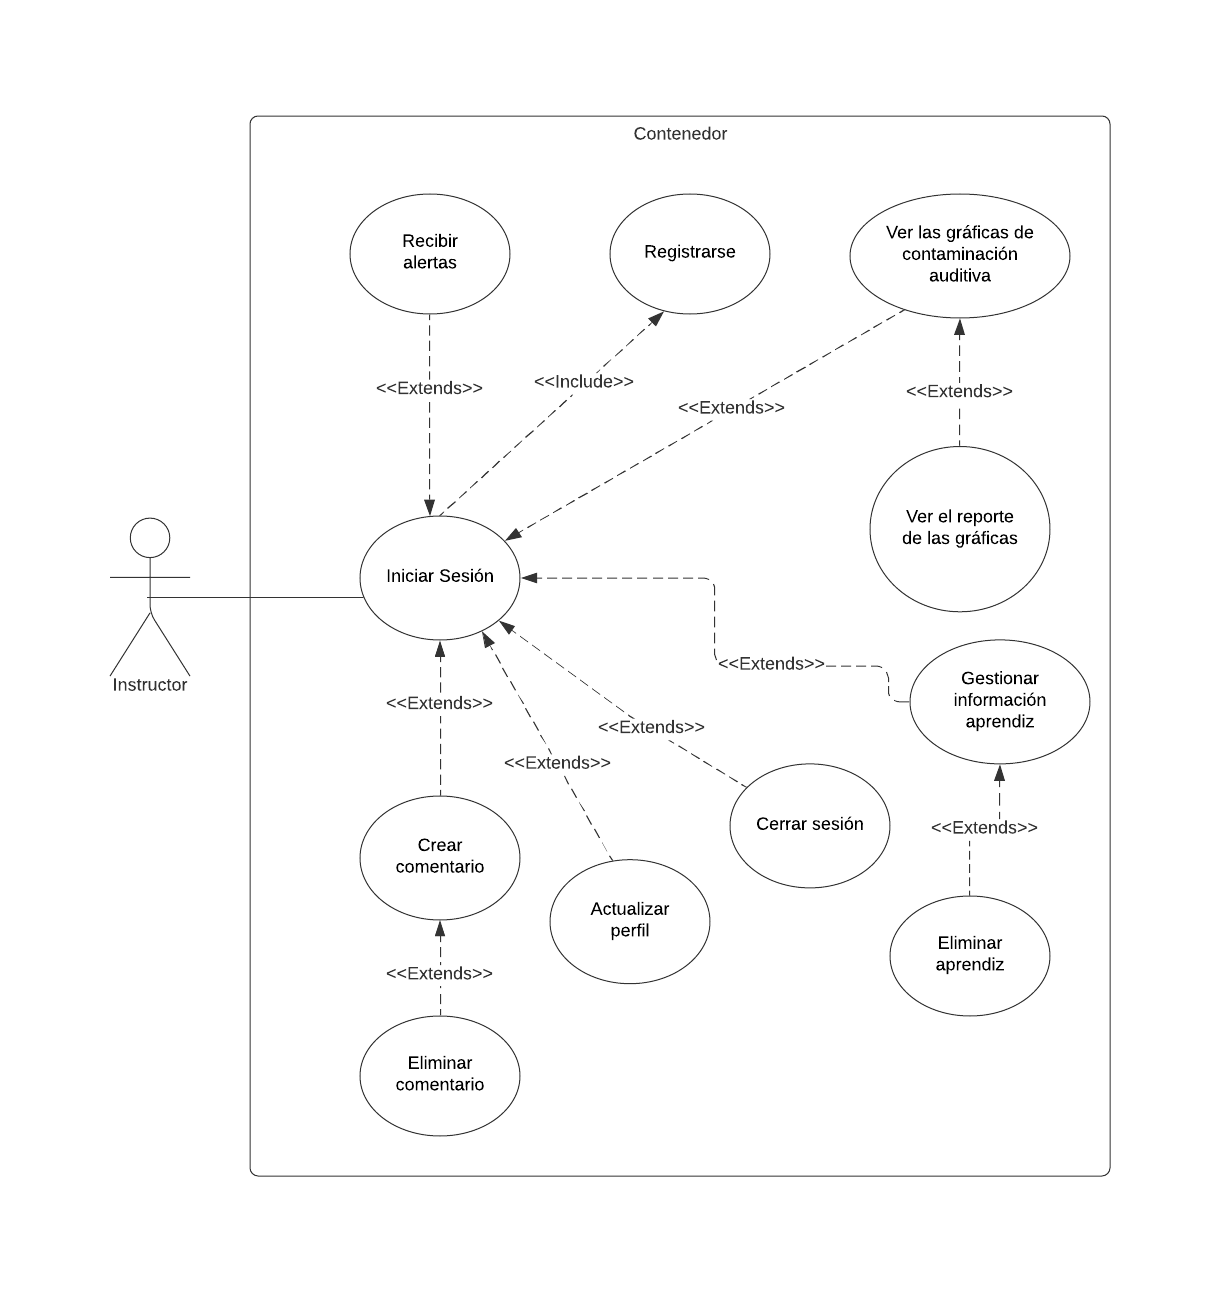 Contenedor
Recibir
alertas
Registrarse
Ver las gráficas de
contaminación
auditiva
<<Extends>>
<<Include>>
<<Extends>>
<<Extends>>
Ver el reporte
de las gráficas
Iniciar Sesión
Instructor
<<Extends>>
Gestionar
información
aprendiz
<<Extends>>
<<Extends>>
<<Extends>>
Cerrar sesión
<<Extends>>
Crear
comentario
Actualizar
perfil
Eliminar
aprendiz
<<Extends>>
Eliminar
comentario